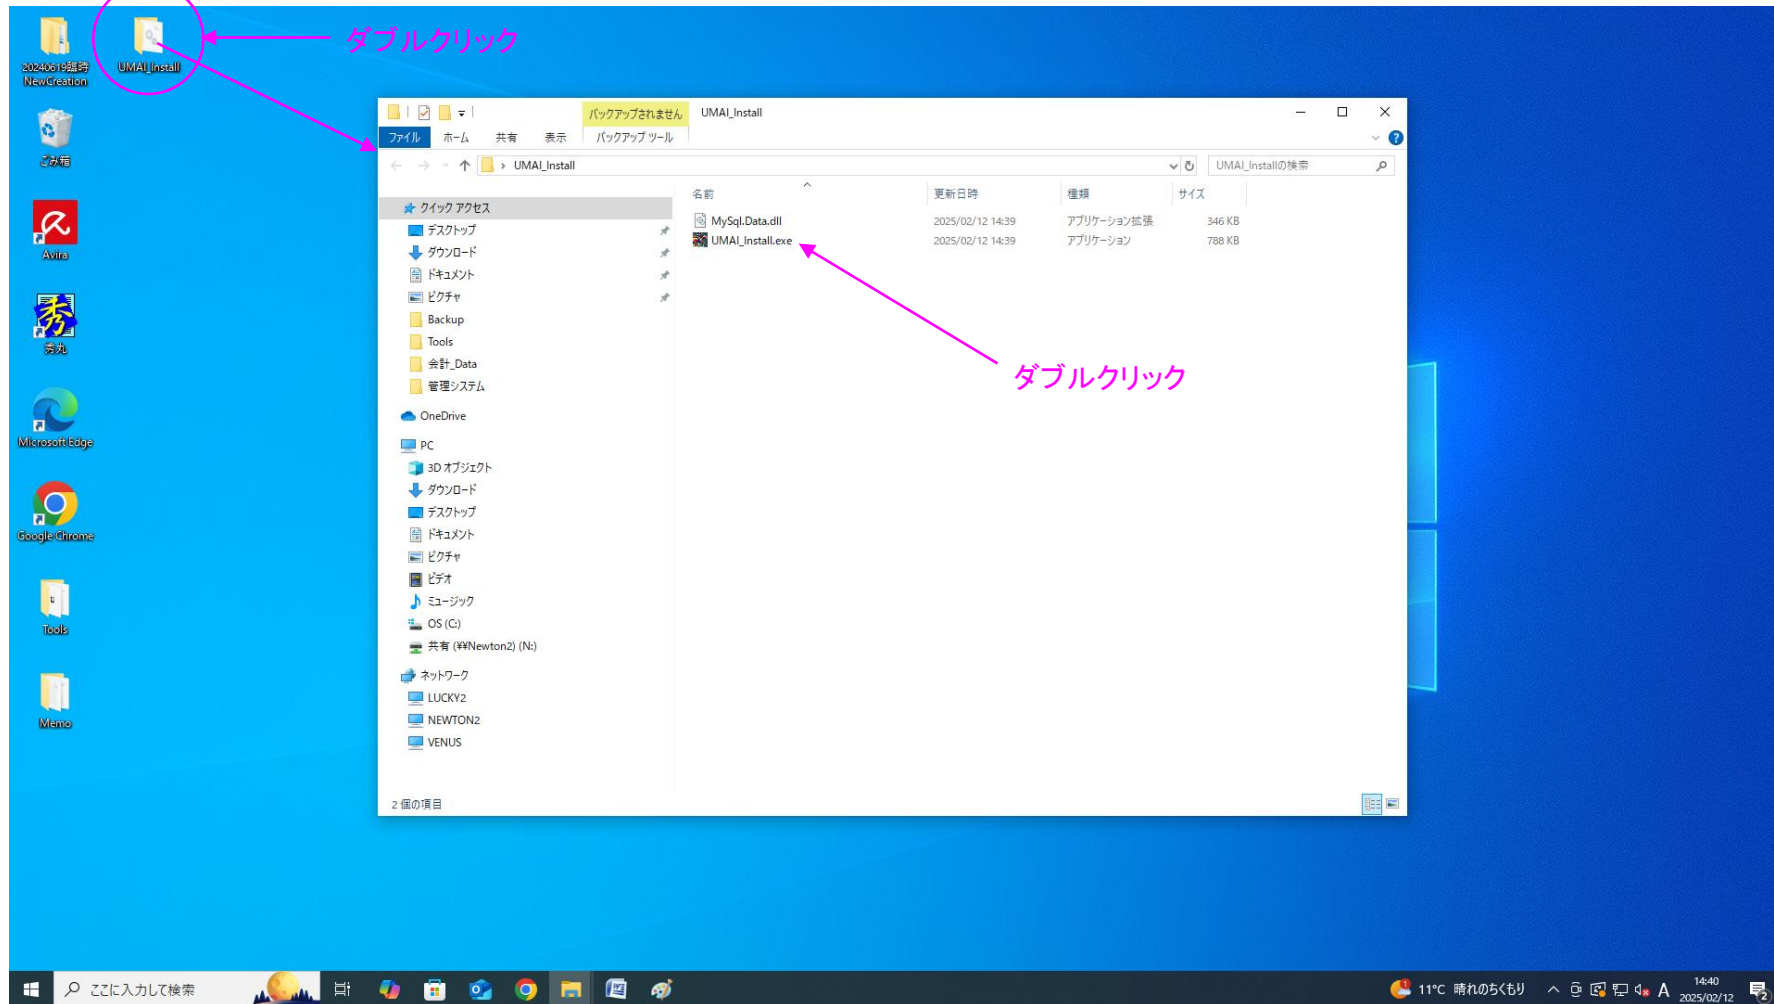 20240619臨時
NewCreation
UMAI_Install
ダブルクリック
ごみ箱
Avira
秀
秀丸
Microsoft Edge
Google Chrome
Tools
Memo
バックアップされません
UMAI_Install
ファイル
ホーム
共有
表示
バックアップ ツール
UMAI_Install
UMAI_Installの検索
名前
更新日時
種類
サイズ
MySql.Data.dll
2025/02/12 14:39
アプリケーション拡張
346 KB
UMAI_Install.exe
2025/02/12 14:39
アプリケーション
788 KB
ダブルクリック
クイック アクセス
デスクトップ
ダウンロード
ドキュメント
ピクチャ
Backup
Tools
会計_Data
管理システム
OneDrive
PC
3D オブジェクト
ダウンロード
デスクトップ
ドキュメント
ピクチャ
ビデオ
ミュージック
OS (C:)
共有 (¥¥Newton2) (N:)
ネットワーク
LUCKY2
NEWTON2
VENUS
2 個の項目
ここに入力して検索
11°C 晴れのちくもり
A
14:40
2025/02/12
2